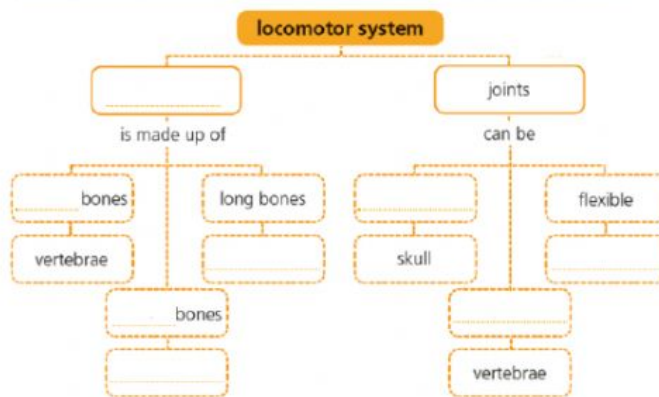 locomotor system
joints
is made up of
can be
bones
long bones
flexible
vertebrae
skull
bones
vertebrae